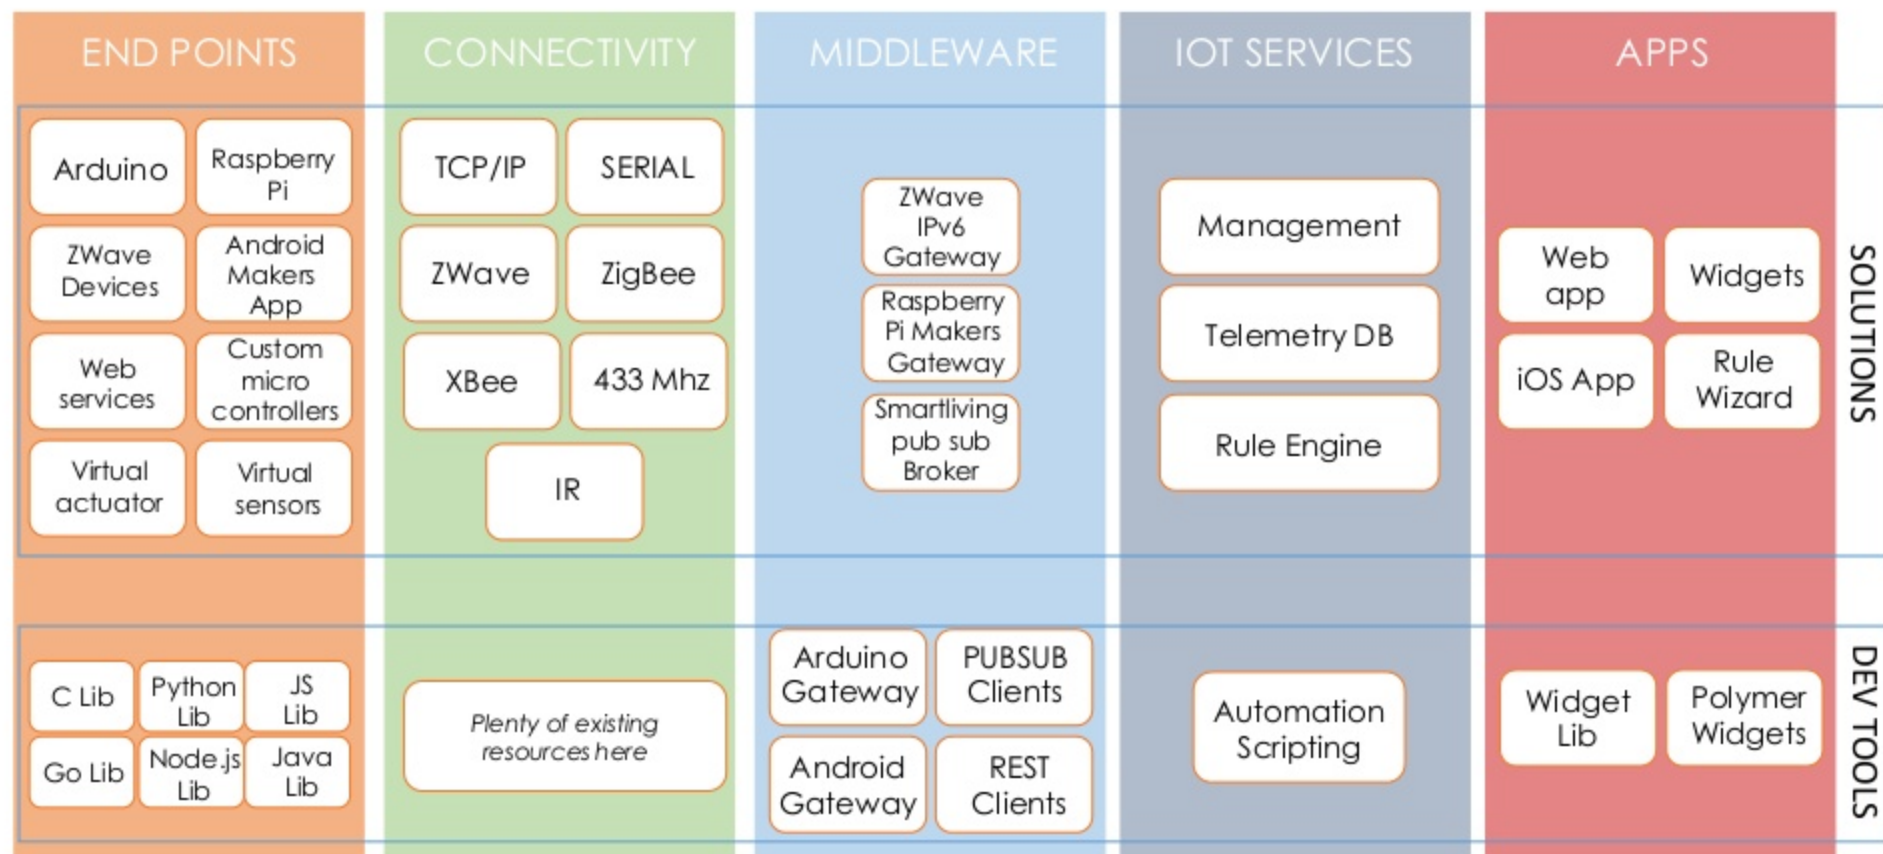 END POINTS
CONNECTIVITY
MIDDLEWARE
IOT SERVICES
APPS
Arduino
Raspberry
Pi
ZWave
Devices
Android
Makers
App
Web
services
Custom
micro
controllers
Virtual
actuator
Virtual
sensors
TCP/IP
SERIAL
ZWave
ZigBee
XBee
433 Mhz
IR
ZWave
IPv6
Gateway
Raspberry
Pi Makers
Gateway
Smartliving
pub sub
Broker
Management
Telemetry DB
Rule Engine
Web
app
Widgets
iOS App
Rule
Wizard
SOLUTIONS
C Lib
Python
Lib
JS
Lib
Go Lib
Node.js
Lib
Java
Lib
Plenty of existing
resources here
Arduino
Gateway
PUBSUB
Clients
Android
Gateway
REST
Clients
Automation
Scripting
Widget
Lib
Polymer
Widgets
DEV TOOLS